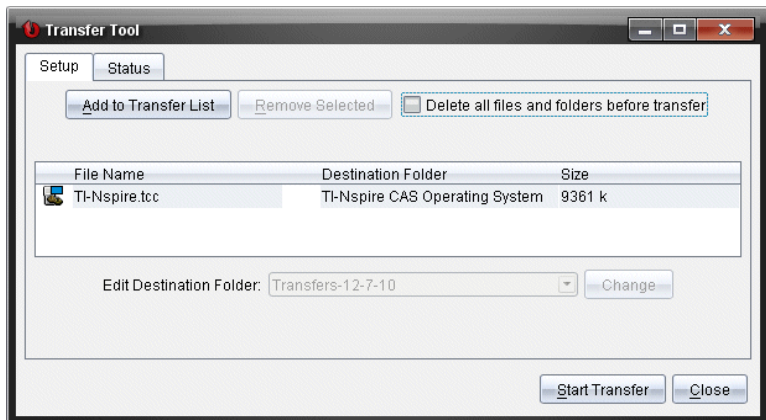 Transfer Tool
Setup Status
Add to Transfer List Remove Selected Delete all files and folders before transfer
File Name Destination Folder Size
TI-Nspire.tcc TI-Nspire CAS Operating System 9361 k
Edit Destination Folder: Transfers-12-7-10 Change
Start Transfer Close